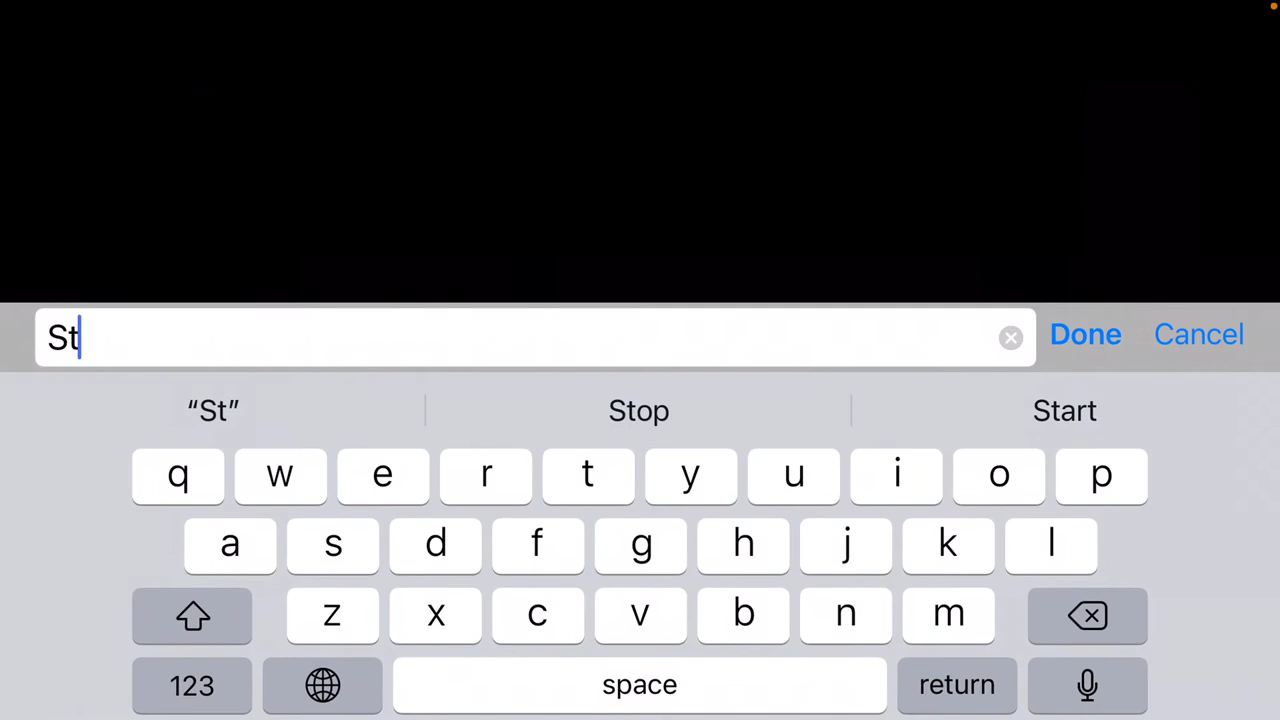 St
Done
Cancel
“St”
Stop
Start
q w e r t y u i o p
a s d f g h j k l
z x c v b n m
123
space
return